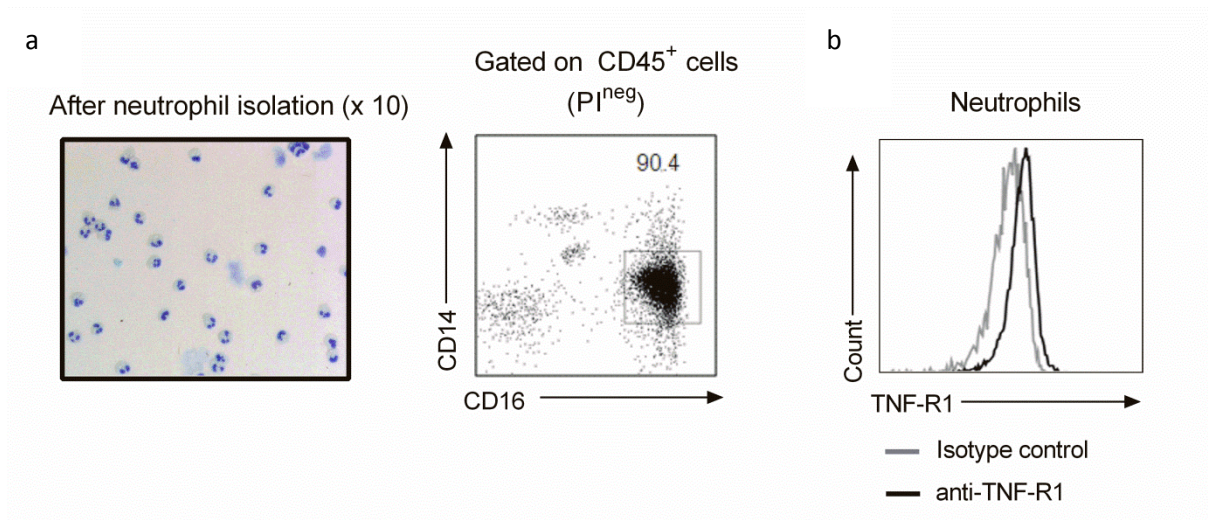 a
After neutrophil isolation (x 10)
Gated on CD45⁺ cells
(PIⁿᵉᵍ)
90.4
CD14
CD16
b
Neutrophils
Count
TNF-R1
Isotype control
anti-TNF-R1